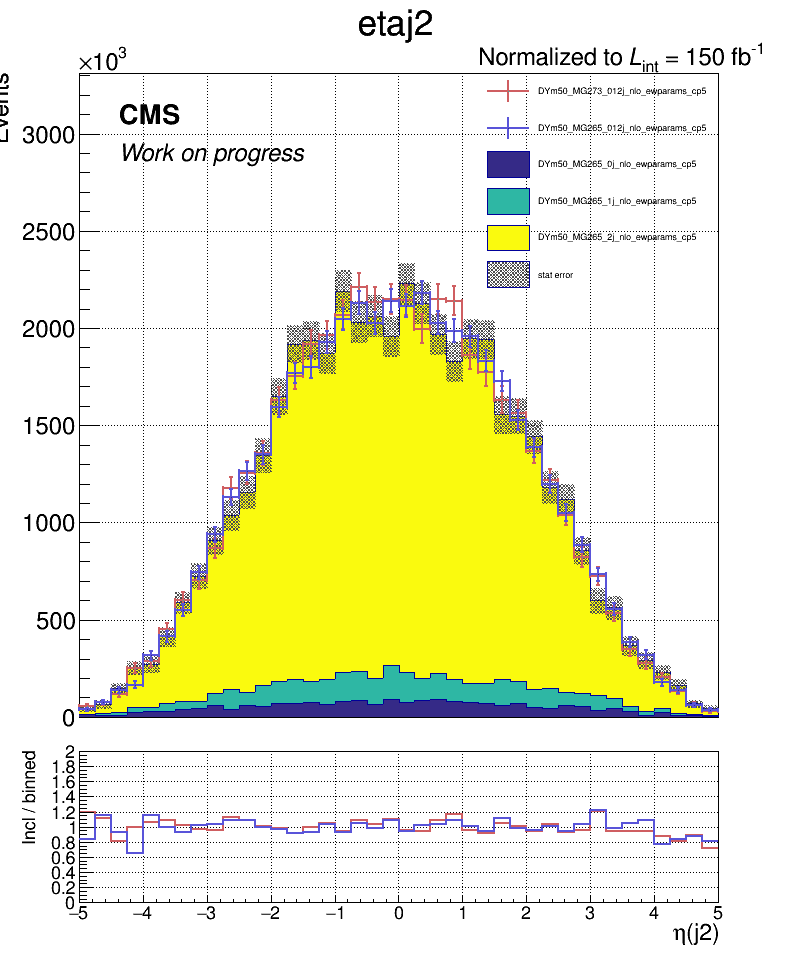 etaj2
×10³
Normalized to L_int = 150 fb⁻¹
Events
CMS
Work on progress
DYm50_MG273_012j_nlo_ewparams_cp5
DYm50_MG265_012j_nlo_ewparams_cp5
DYm50_MG265_0j_nlo_ewparams_cp5
DYm50_MG265_1j_nlo_ewparams_cp5
DYm50_MG265_2j_nlo_ewparams_cp5
stat error
3000
2500
2000
1500
1000
500
0
Incl / binned
2
1.8
1.6
1.4
1.2
1
0.8
0.6
0.4
0.2
0
−5 −4 −3 −2 −1 0 1 2 3 4 5
η(j2)